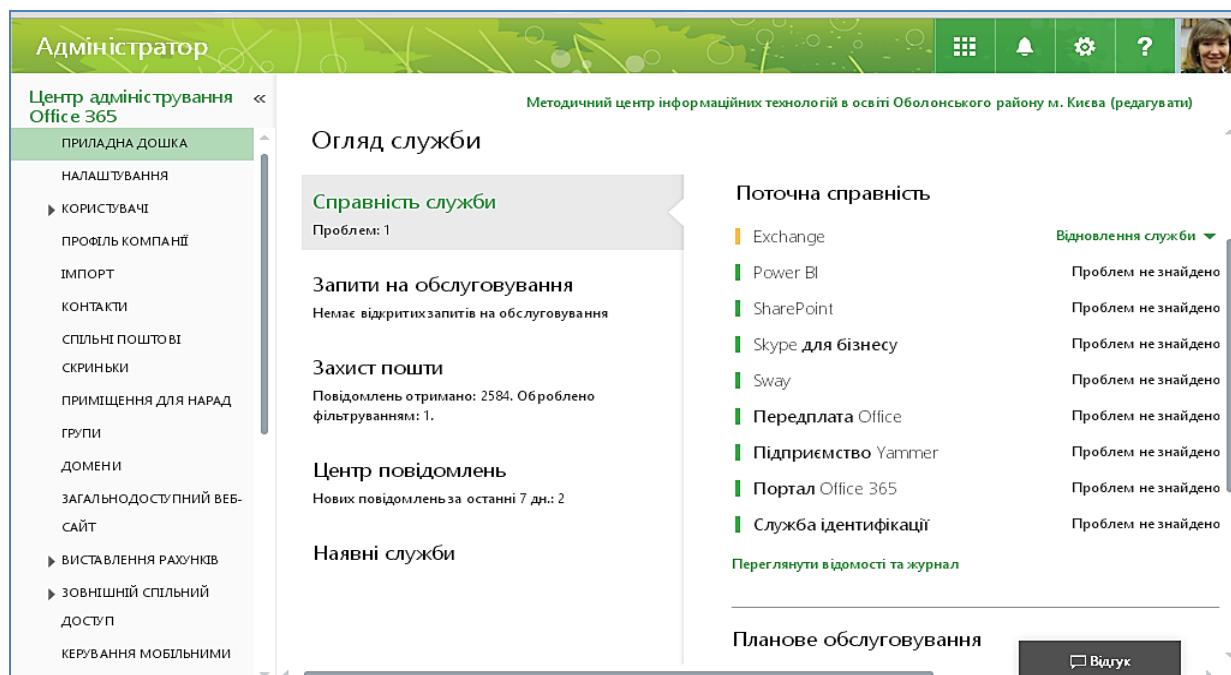 Адміністратор
?
Центр адміністрування
Office 365
«
ПРИЛАДНА ДОШКА
НАЛАШТУВАННЯ
КОРИСТУВАЧІ
ПРОФІЛЬ КОМПАНІЇ
ІМПОРТ
КОНТАКТИ
СПІЛЬНІ ПОШТОВІ
СКРИНЬКИ
ПРИМІЩЕННЯ ДЛЯ НАРАД
ГРУПИ
ДОМЕНИ
ЗАГАЛЬНОДОСТУПНИЙ ВЕБ-
САЙТ
ВИСТАВЛЕННЯ РАХУНКІВ
ЗОВНІШНІЙ СПІЛЬНИЙ
ДОСТУП
КЕРУВАННЯ МОБІЛЬНИМИ
Методичний центр інформаційних технологій в освіті Оболонського району м. Києва (редагувати)
Огляд служби
Справність служби
Проблем: 1
Запити на обслуговування
Немає відкритих запитів на обслуговування
Захист пошти
Повідомлень отримано: 2584. Оброблено
фільтруванням: 1.
Центр повідомлень
Нових повідомлень за останні 7 дн.: 2
Наявні служби
Поточна справність
Exchange Відновлення служби
Power BI Проблем не знайдено
SharePoint Проблем не знайдено
Skype для бізнесу Проблем не знайдено
Sway Проблем не знайдено
Передплата Office Проблем не знайдено
Підприємство Yammer Проблем не знайдено
Портал Office 365 Проблем не знайдено
Служба ідентифікації Проблем не знайдено
Переглянути відомості та журнал
Планове обслуговування
Відгук